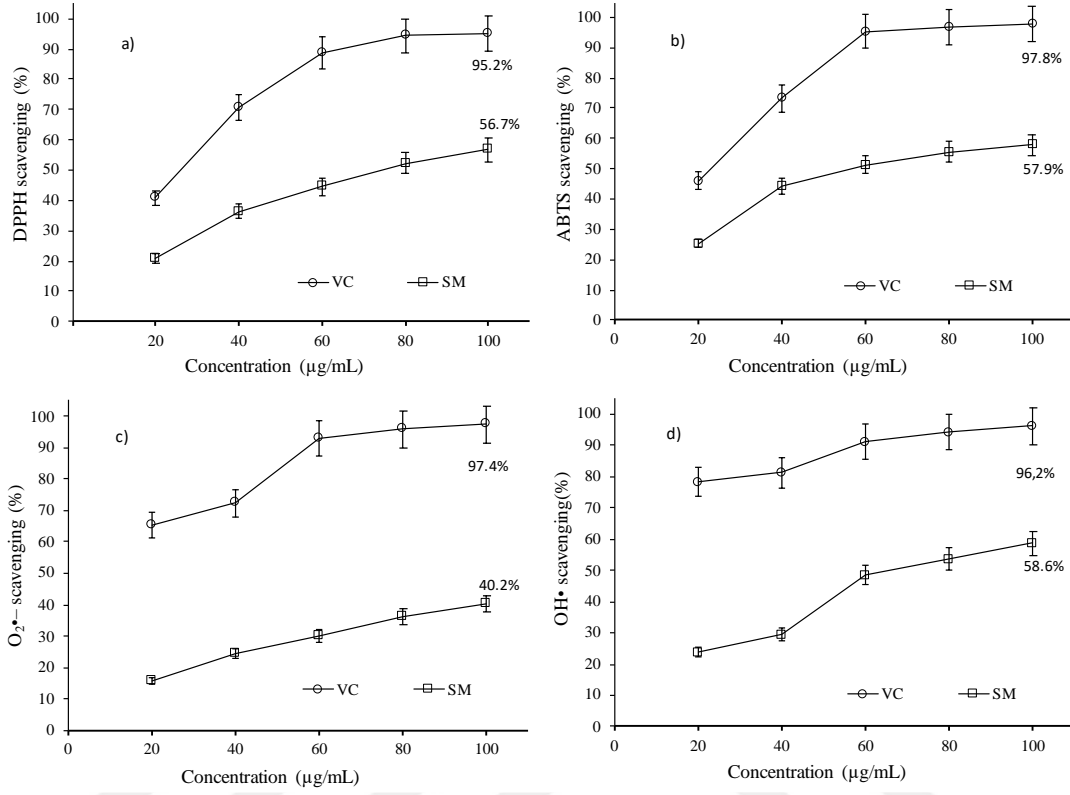 a)
DPPH scavenging (%)
100
90
80
70
60
50
40
30
20
10
0
95.2%
56.7%
VC SM
0 20 40 60 80 100
Concentration (µg/mL)
b)
ABTS scavenging (%)
100
90
80
70
60
50
40
30
20
10
0
97.8%
57.9%
VC SM
0 20 40 60 80 100
Concentration (µg/mL)
c)
O₂•– scavenging (%)
100
90
80
70
60
50
40
30
20
10
0
97.4%
40.2%
VC SM
0 20 40 60 80 100
Concentration (µg/mL)
d)
OH• scavenging(%)
100
90
80
70
60
50
40
30
20
10
0
96,2%
58.6%
VC SM
0 20 40 60 80 100
Concentration (µg/mL)